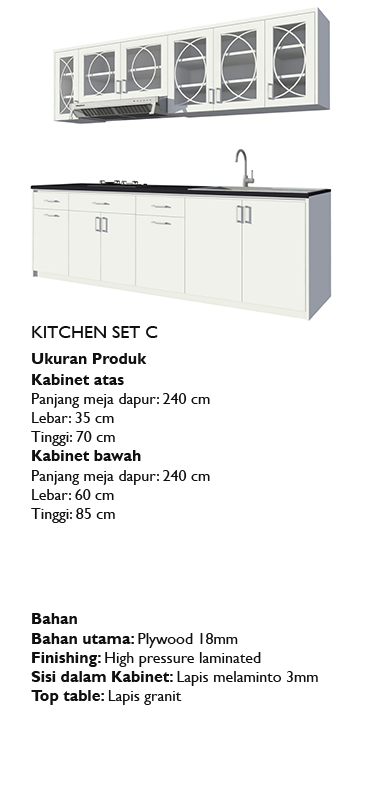 KITCHEN SET C
Ukuran Produk
Kabinet atas
Panjang meja dapur: 240 cm
Lebar: 35 cm
Tinggi: 70 cm
Kabinet bawah
Panjang meja dapur: 240 cm
Lebar: 60 cm
Tinggi: 85 cm
Bahan
Bahan utama: Plywood 18mm
Finishing: High pressure laminated
Sisi dalam Kabinet: Lapis melaminto 3mm
Top table: Lapis granit